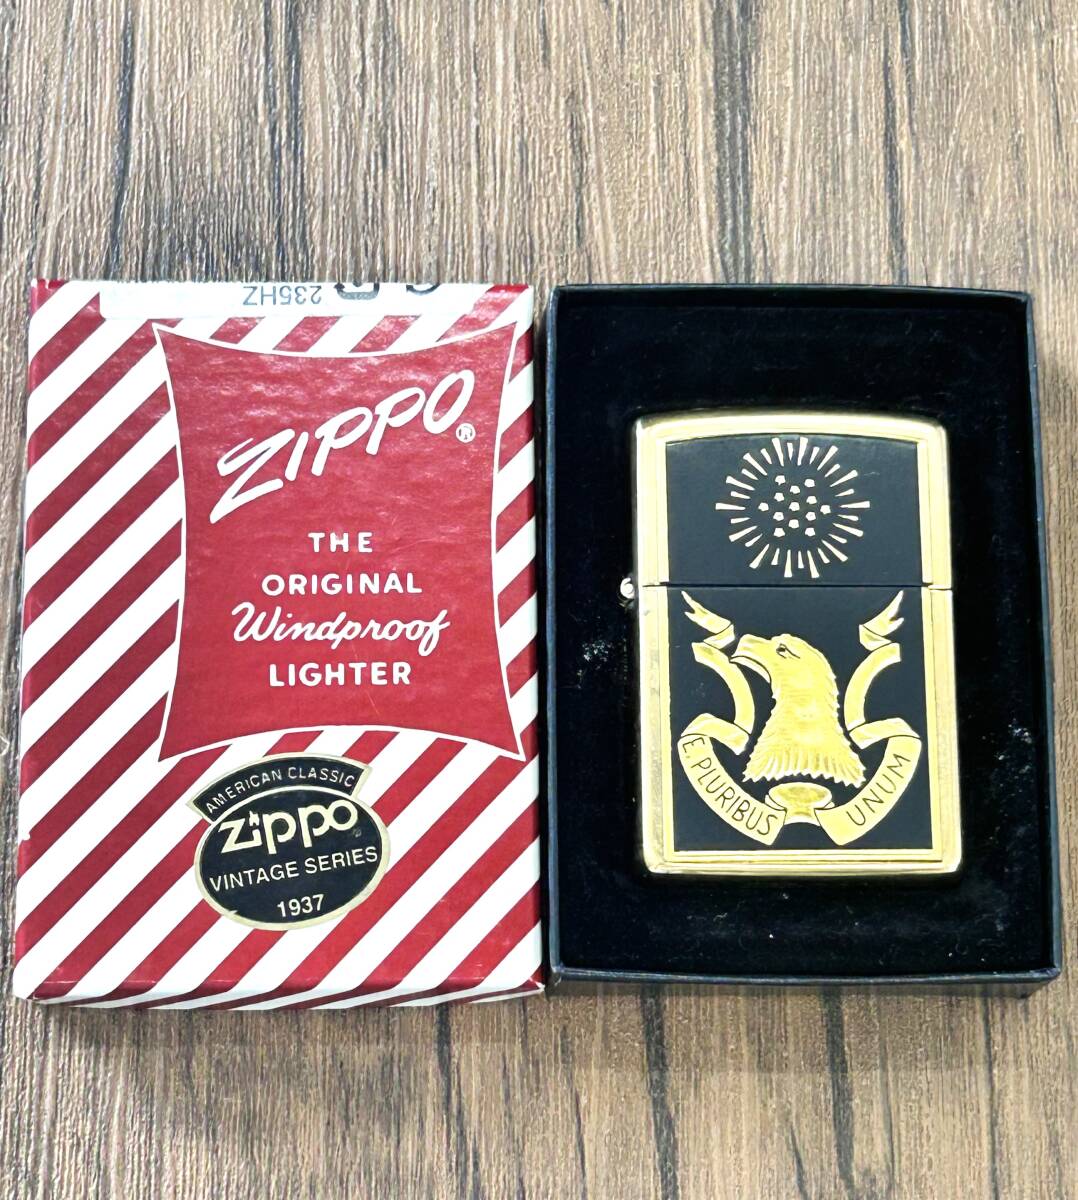 235HZ
ZIPPO®
THE
ORIGINAL
Windproof
LIGHTER
AMERICAN CLASSIC
Zippo
VINTAGE SERIES
1937
E. PLURIBUS UNUM